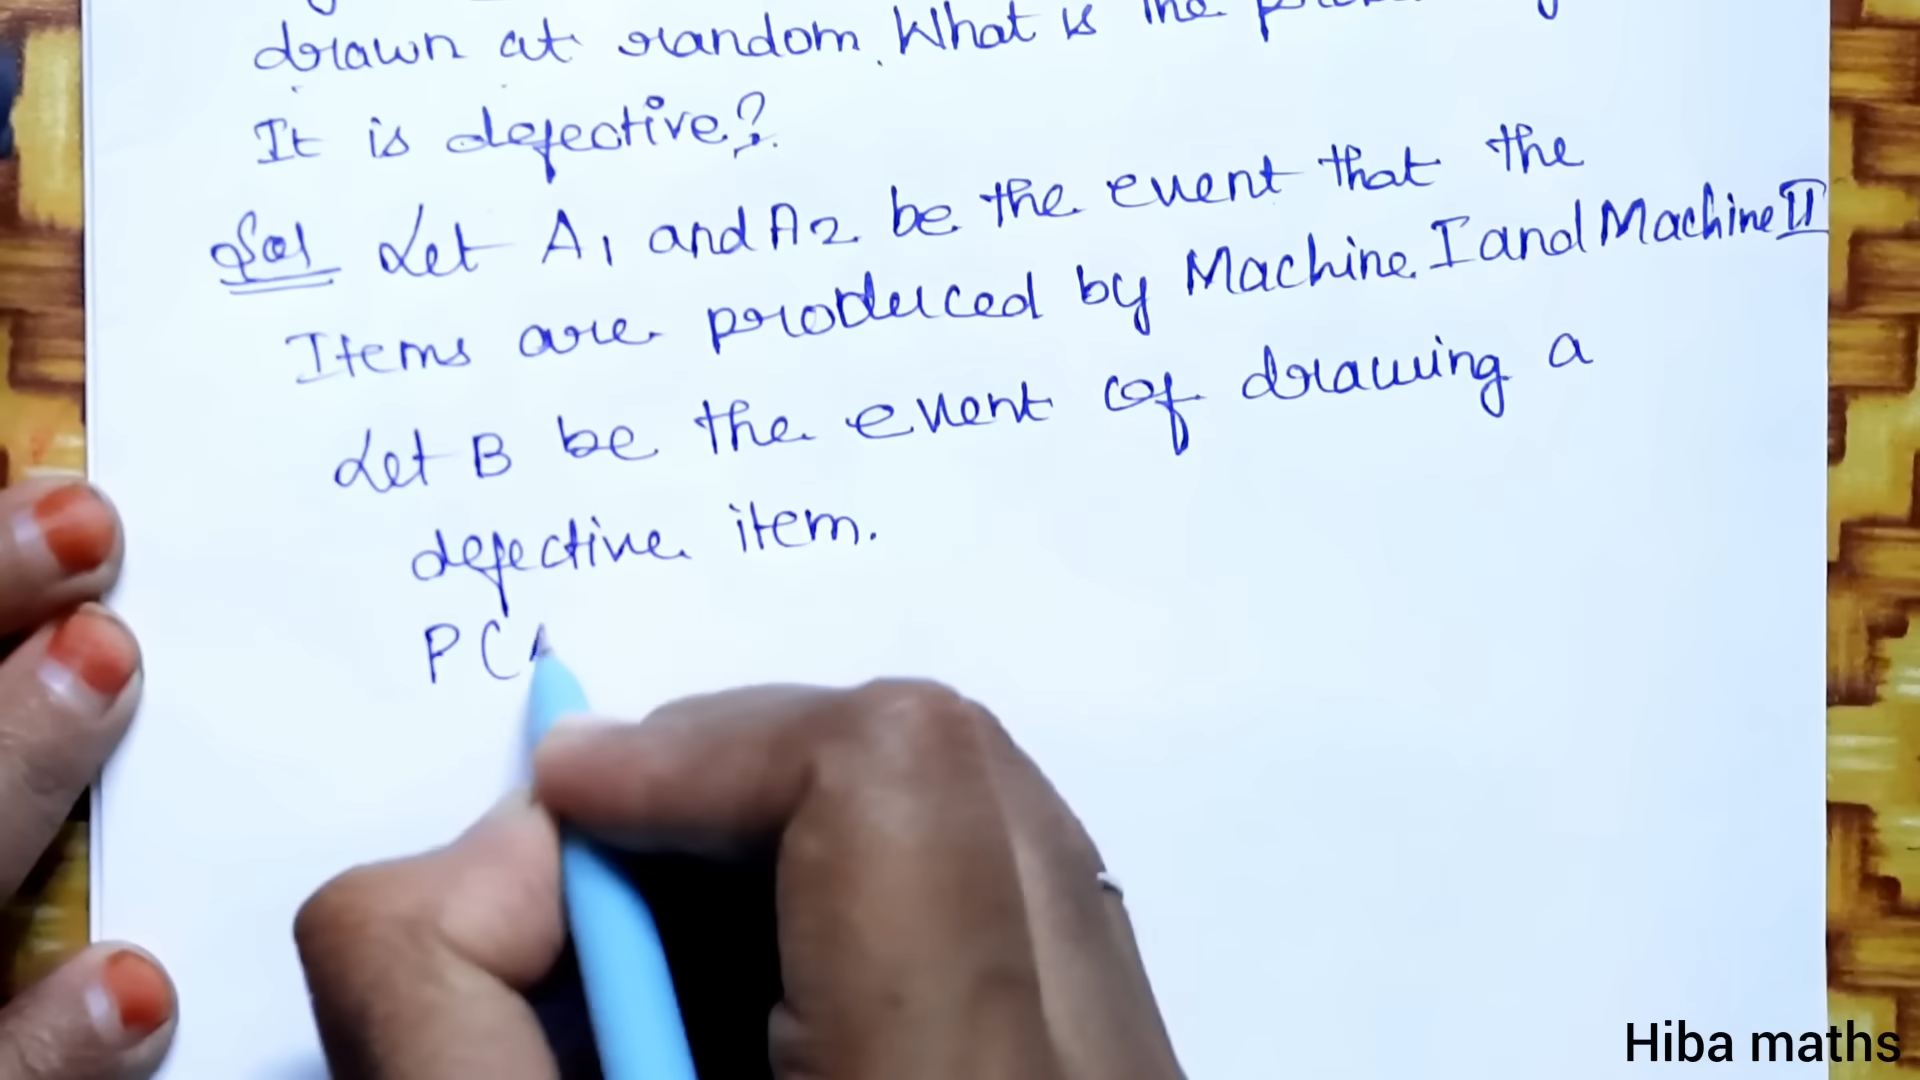 drawn at random. What is the
It is defective?
Sol Let A1 and A2 be the event that the
Items are produced by Machine I and Machine II
Let B be the event of drawing a
defective item.
P(A
Hiba maths